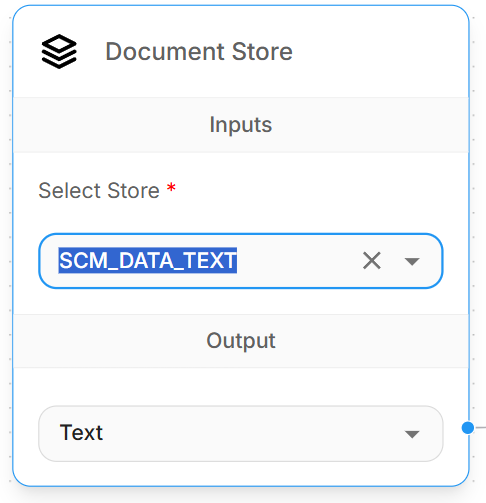 Document Store
Inputs
Select Store *
SCM_DATA_TEXT
Output
Text